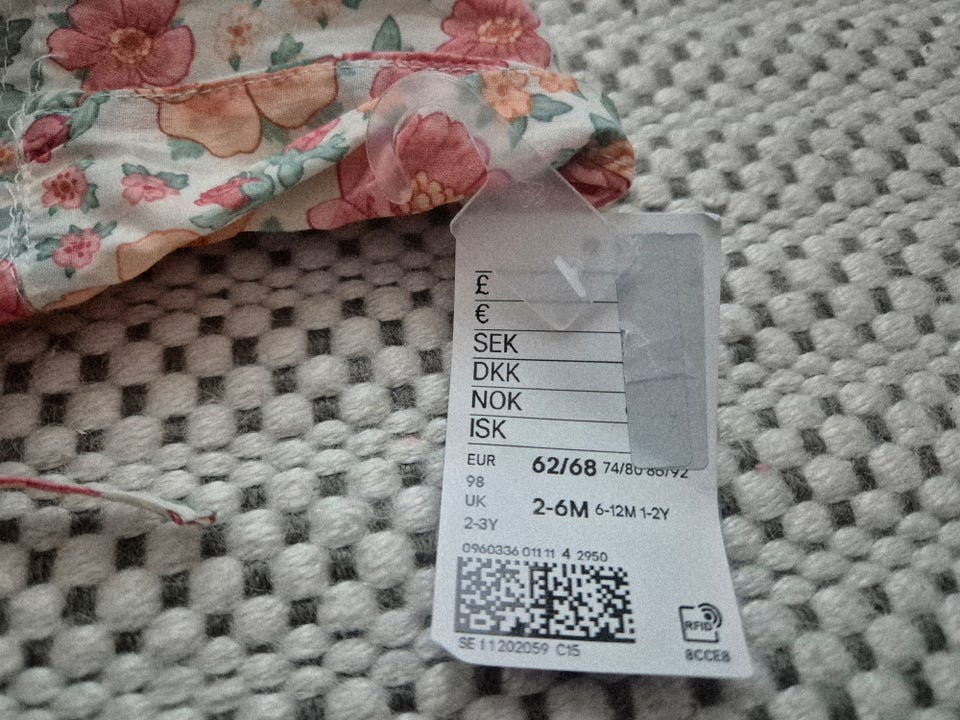 £
€
SEK
DKK
NOK
ISK
EUR 62/68 74/80 86/92
98
UK 2-6M 6-12M 1-2Y
2-3Y
0960336 011 11 4 2950
SE 11202059 C15
RFID
8CCE8